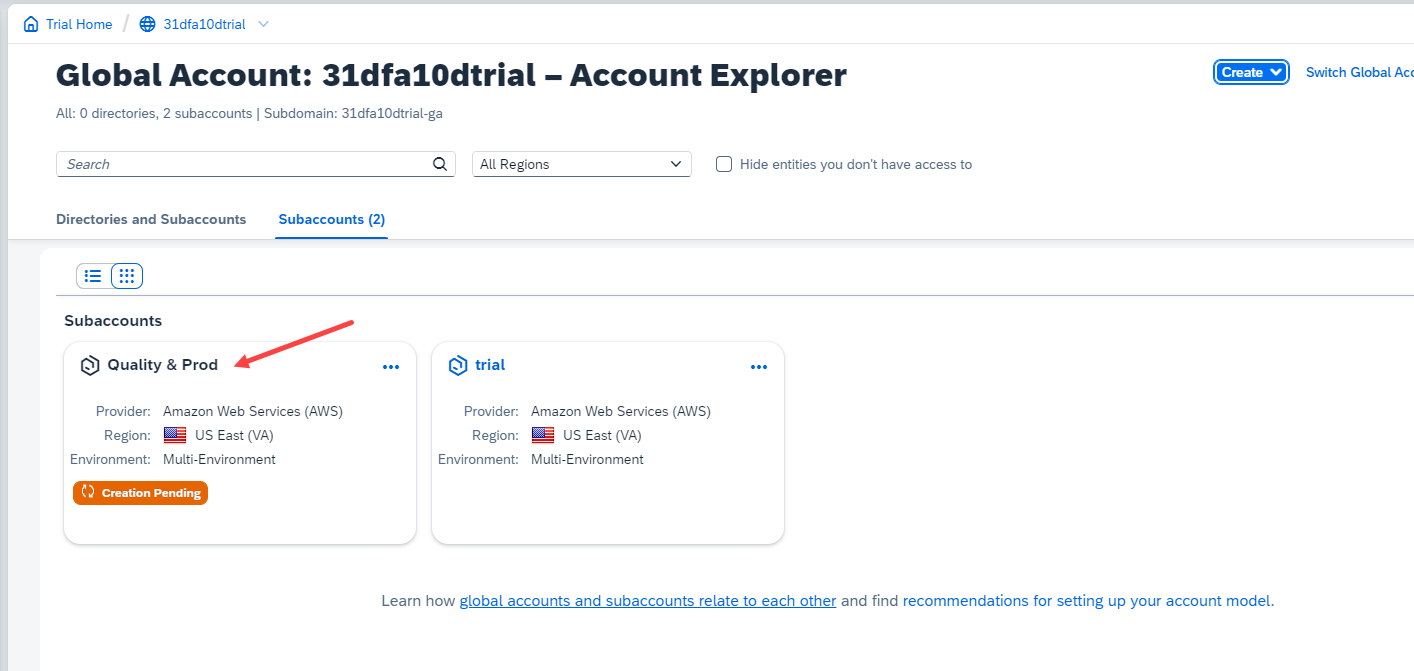 Trial Home / 31dfa10dtrial
Global Account: 31dfa10dtrial – Account Explorer
Create
Switch Global Acc
All: 0 directories, 2 subaccounts | Subdomain: 31dfa10dtrial-ga
Search
All Regions
Hide entities you don't have access to
Directories and Subaccounts
Subaccounts (2)
Subaccounts
Quality & Prod
Provider: Amazon Web Services (AWS)
Region: US East (VA)
Environment: Multi-Environment
Creation Pending
trial
Provider: Amazon Web Services (AWS)
Region: US East (VA)
Environment: Multi-Environment
Learn how global accounts and subaccounts relate to each other and find recommendations for setting up your account model.